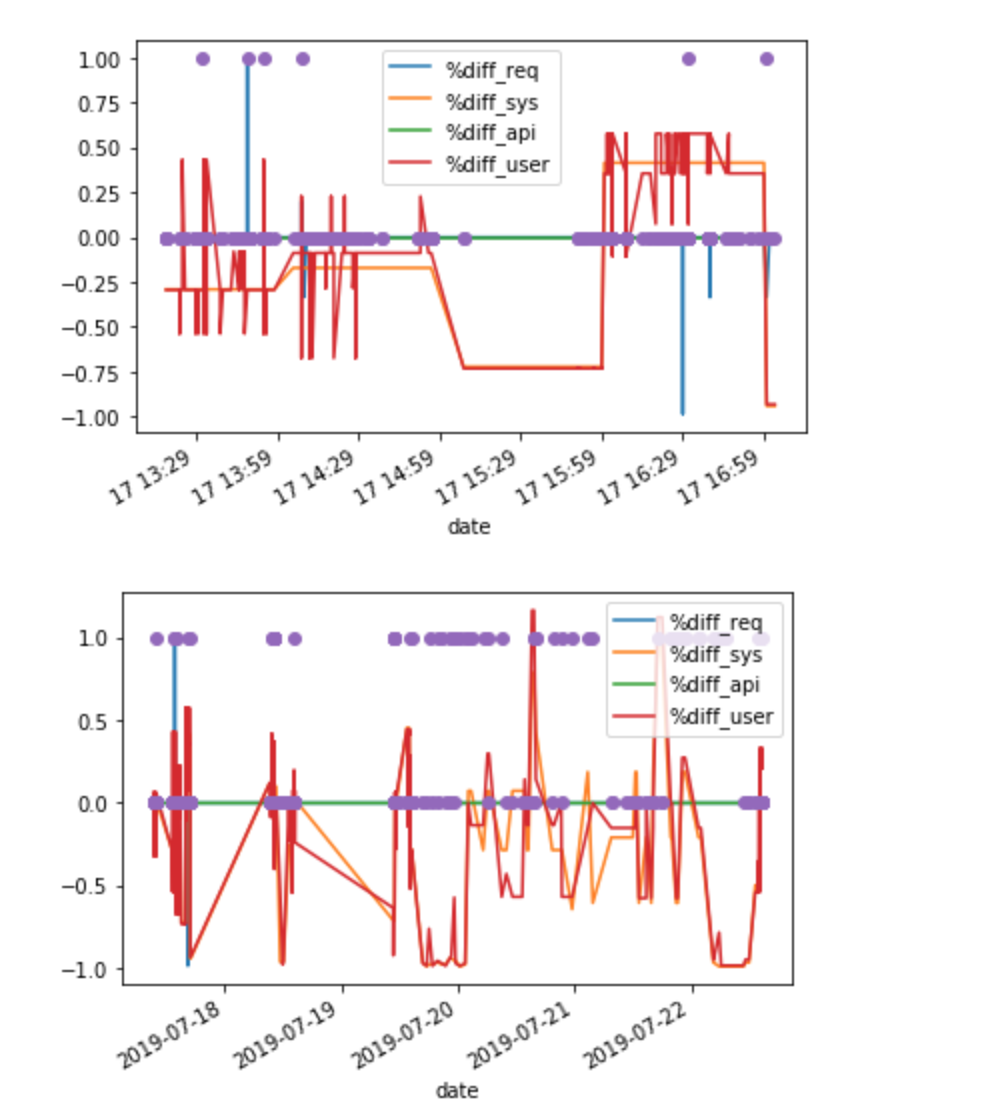 1.00
0.75
0.50
0.25
0.00
−0.25
−0.50
−0.75
−1.00
%diff_req
%diff_sys
%diff_api
%diff_user
17 13:29
17 13:59
17 14:29
17 14:59
17 15:29
17 15:59
17 16:29
17 16:59
date
1.0
0.5
0.0
−0.5
−1.0
%diff_req
%diff_sys
%diff_api
%diff_user
2019-07-18
2019-07-19
2019-07-20
2019-07-21
2019-07-22
date